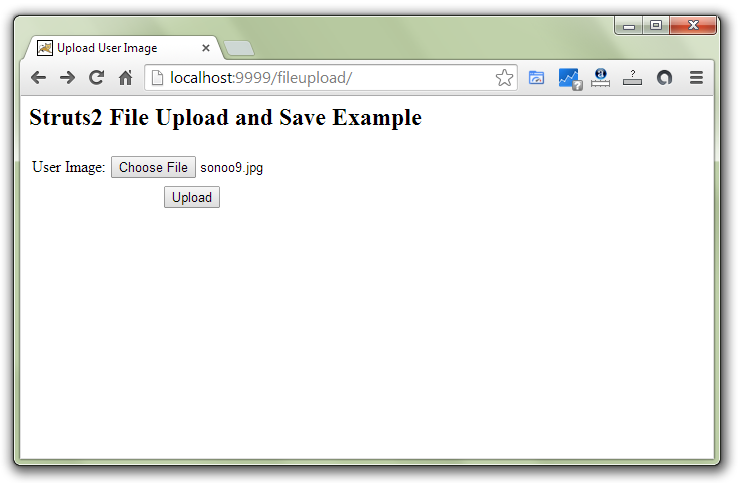 Upload User Image
localhost:9999/fileupload/
Struts2 File Upload and Save Example
User Image: Choose File sonoo9.jpg
Upload